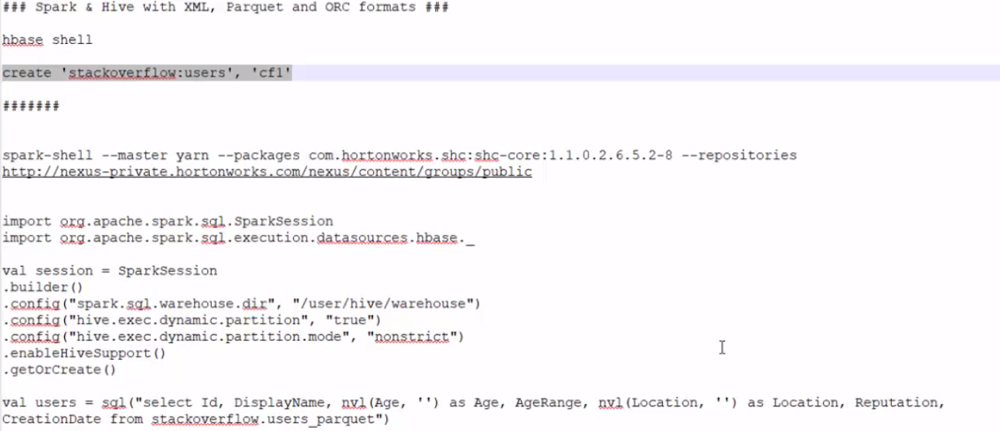 ### Spark & Hive with XML, Parquet and ORC formats ###
hbase shell
create 'stackoverflow:users', 'cf1'
#######
spark-shell --master yarn --packages com.hortonworks.shc:shc-core:1.1.0.2.6.5.2-8 --repositories
http://nexus-private.hortonworks.com/nexus/content/groups/public
import org.apache.spark.sql.SparkSession
import org.apache.spark.sql.execution.datasources.hbase._
val session = SparkSession
.builder()
.config("spark.sql.warehouse.dir", "/user/hive/warehouse")
.config("hive.exec.dynamic.partition", "true")
.config("hive.exec.dynamic.partition.mode", "nonstrict")
.enableHiveSupport()
.getOrCreate()
val users = sql("select Id, DisplayName, nvl(Age, '') as Age, AgeRange, nvl(Location, '') as Location, Reputation,
CreationDate from stackoverflow.users_parquet")